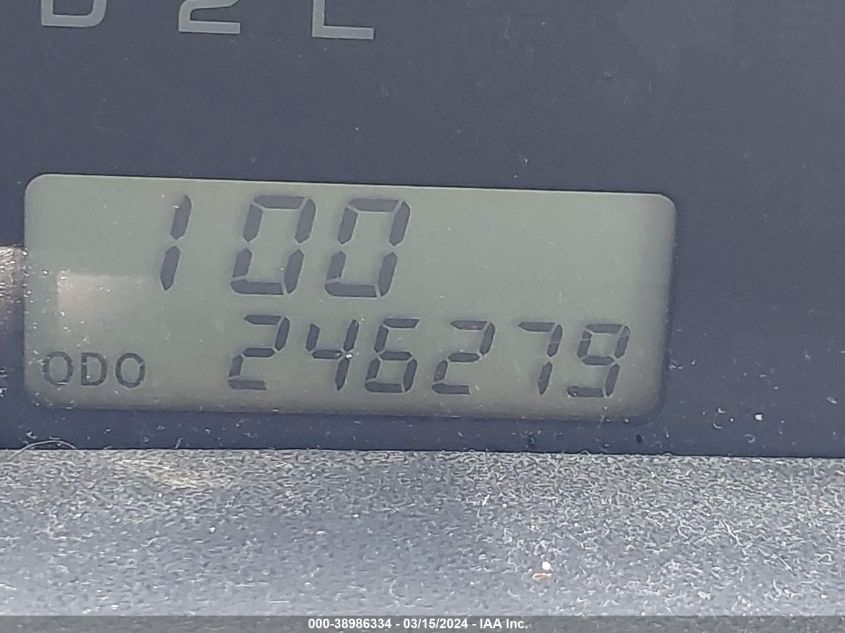 D 2 L
100
ODO 246279
000-38986334 - 03/15/2024 - IAA Inc.